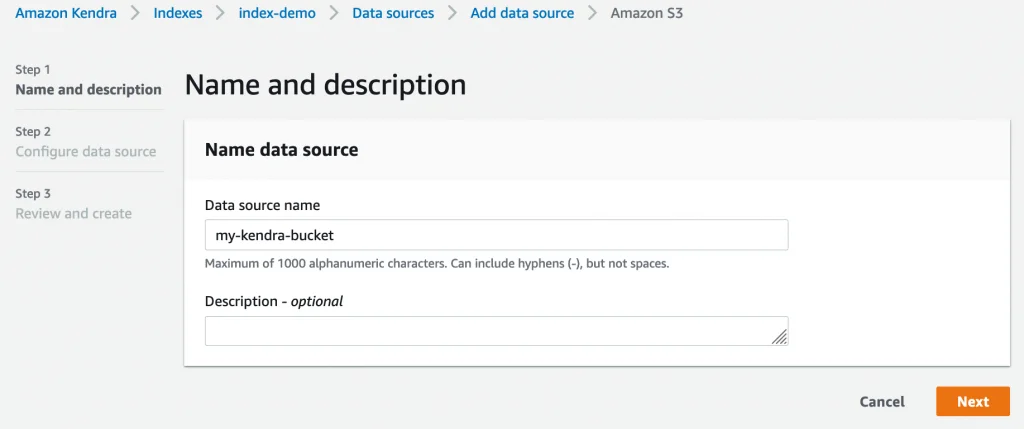 Amazon Kendra > Indexes > index-demo > Data sources > Add data source > Amazon S3
Step 1
Name and description
Step 2
Configure data source
Step 3
Review and create
Name and description
Name data source
Data source name
my-kendra-bucket
Maximum of 1000 alphanumeric characters. Can include hyphens (-), but not spaces.
Description - optional
Cancel
Next